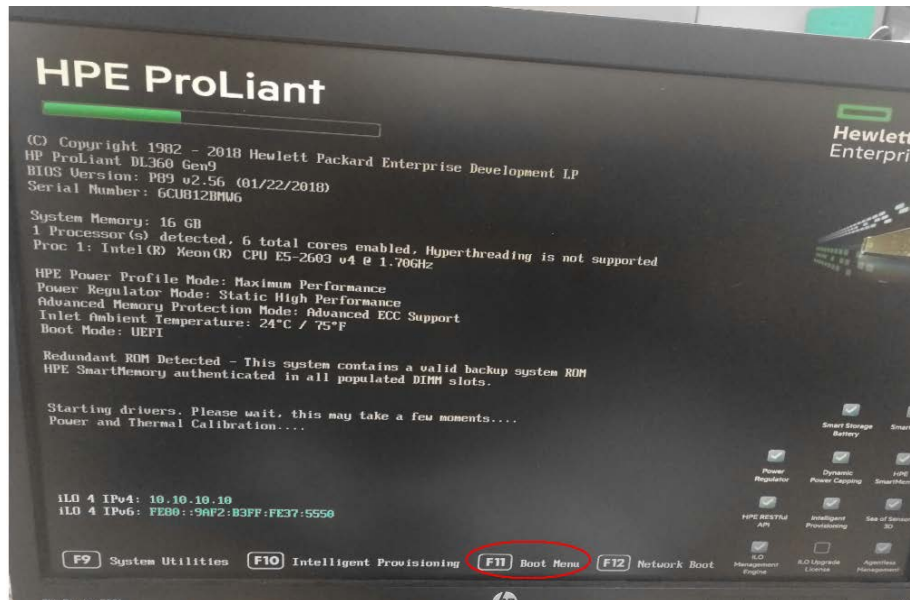 HPE ProLiant
Hewlett
Enterpri
(C) Copyright 1982 - 2018 Hewlett Packard Enterprise Development LP
HP ProLiant DL360 Gen9
BIOS Version: P89 v2.56 (01/22/2018)
Serial Number: 6CU812BMW6
System Memory: 16 GB
1 Processor(s) detected, 6 total cores enabled, Hyperthreading is not supported
Proc 1: Intel(R) Xeon(R) CPU E5-2603 v4 @ 1.70GHz
HPE Power Profile Mode: Maximum Performance
Power Regulator Mode: Static High Performance
Advanced Memory Protection Mode: Advanced ECC Support
Inlet Ambient Temperature: 24°C / 75°F
Boot Mode: UEFI
Redundant ROM Detected - This system contains a valid backup system ROM
HPE SmartMemory authenticated in all populated DIMM slots.
Starting drivers. Please wait, this may take a few moments....
Power and Thermal Calibration....
Smart Storage
Battery
Smart
Power
Regulator
Dynamic
Power Capping
HPE
SmartMem
HPE RESTful
API
Intelligent
Provisioning
Sea of Sensor
3D
iLO
Management
Engine
iLO Upgrade
License
Agentless
Management
iLO 4 IPv4: 10.10.10.10
iLO 4 IPv6: FE80::9AF2:B3FF:FE37:5550
F9 System Utilities F10 Intelligent Provisioning F11 Boot Menu F12 Network Boot
hp